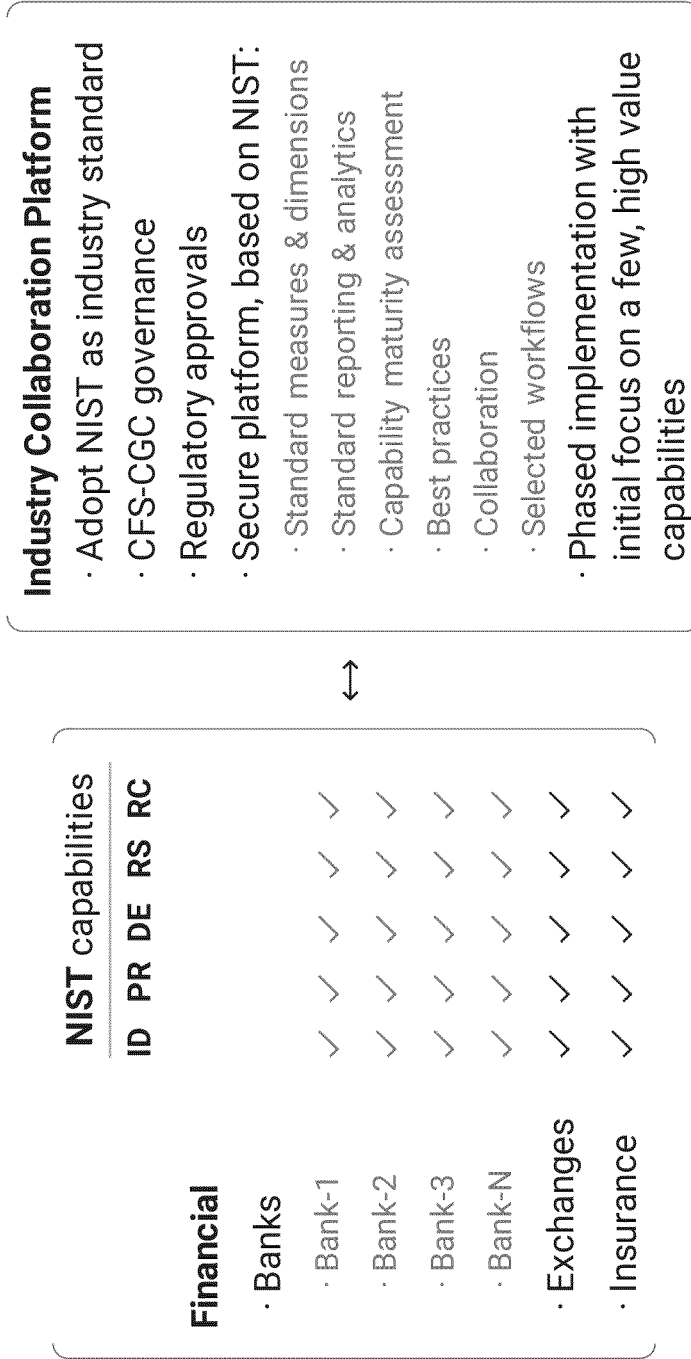 NIST capabilities
ID PR DE RS RC
Financial
· Banks
· Bank-1 ✓ ✓ ✓ ✓ ✓
· Bank-2 ✓ ✓ ✓ ✓ ✓
· Bank-3 ✓ ✓ ✓ ✓ ✓
· Bank-N ✓ ✓ ✓ ✓ ✓
· Exchanges ✓ ✓ ✓ ✓ ✓
· Insurance ✓ ✓ ✓ ✓ ✓
↔
Industry Collaboration Platform
· Adopt NIST as industry standard
· CFS-CGC governance
· Regulatory approvals
· Secure platform, based on NIST:
· Standard measures & dimensions
· Standard reporting & analytics
· Capability maturity assessment
· Best practices
· Collaboration
· Selected workflows
· Phased implementation with
initial focus on a few, high value
capabilities